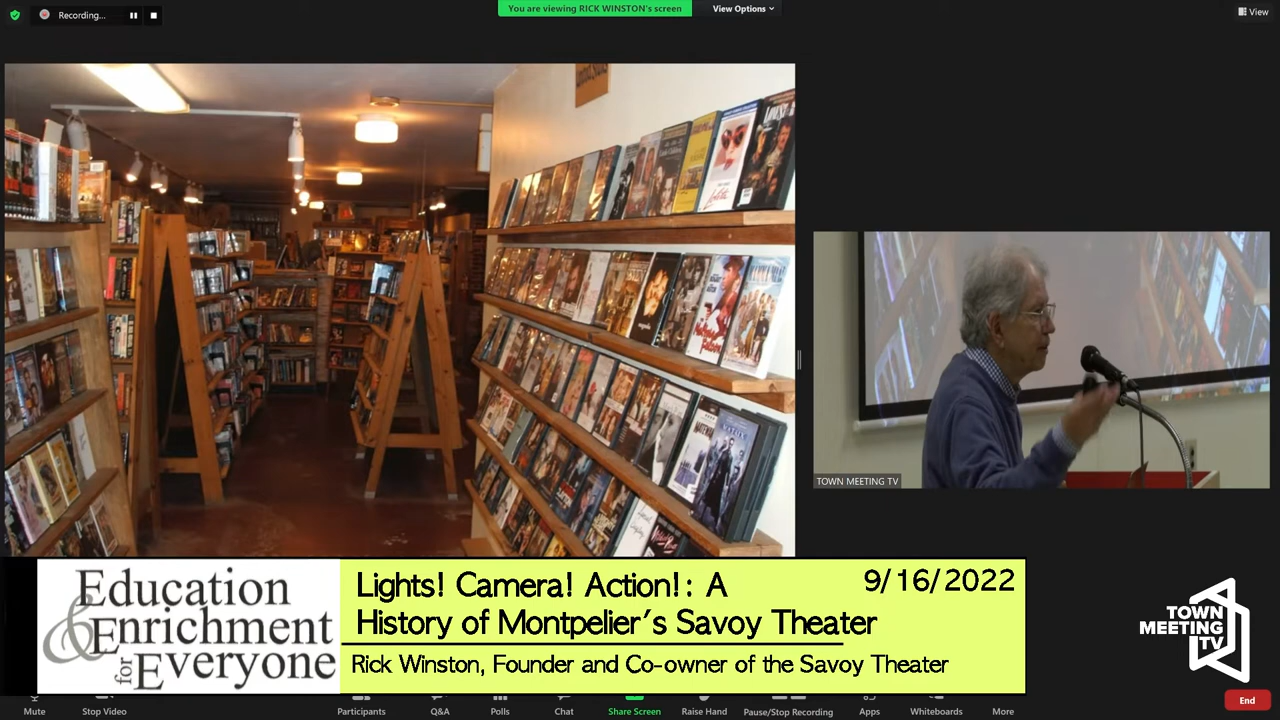 Recording...
You are viewing RICK WINSTON's screen
View Options
View
TOWN MEETING TV
Education
& Enrichment
for Everyone
Lights! Camera! Action!: A
History of Montpelier's Savoy Theater
9/16/2022
Rick Winston, Founder and Co-owner of the Savoy Theater
TOWN
MEETING
TV
Mute
Stop Video
Participants
Q&A
Polls
Chat
Share Screen
Raise Hand
Pause/Stop Recording
Apps
Whiteboards
More
End